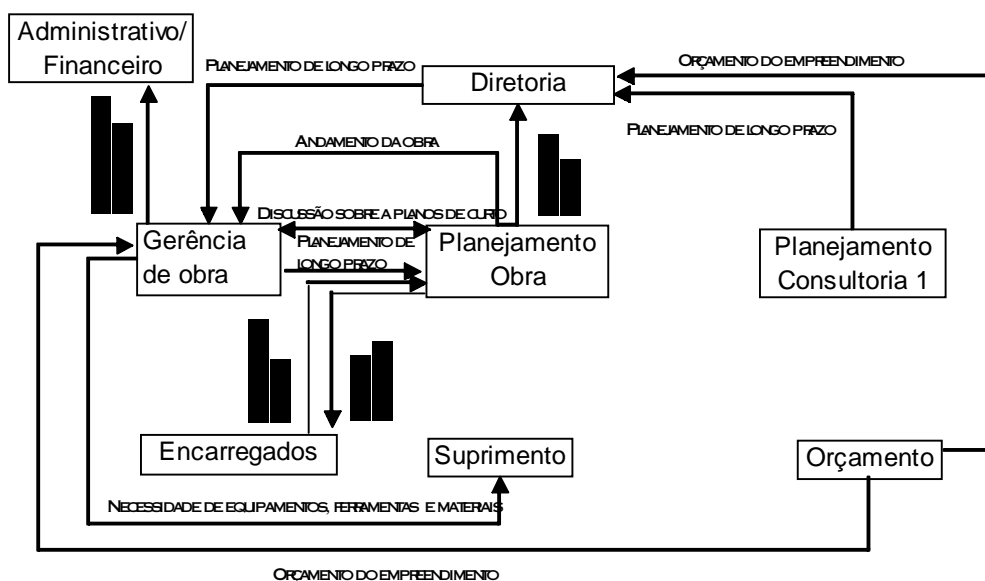 Administrativo/
Financeiro
PLANEJAMENTO DE LONGO PRAZO
Diretoria
ORÇAMENTO DO EMPREENDIMENTO
PLANEJAMENTO DE LONGO PRAZO
ANDAMENTO DA OBRA
DISCUSSÃO SOBRE A PLANOS DE CURTO
Gerência
de obra
PLANEJAMENTO DE
LONGO PRAZO
Planejamento
Obra
Planejamento
Consultoria 1
Encarregados
Suprimento
Orçamento
NECESSIDADE DE EQUIPAMENTOS, FERRAMENTAS E MATERIAIS
ORÇAMENTO DO EMPREENDIMENTO